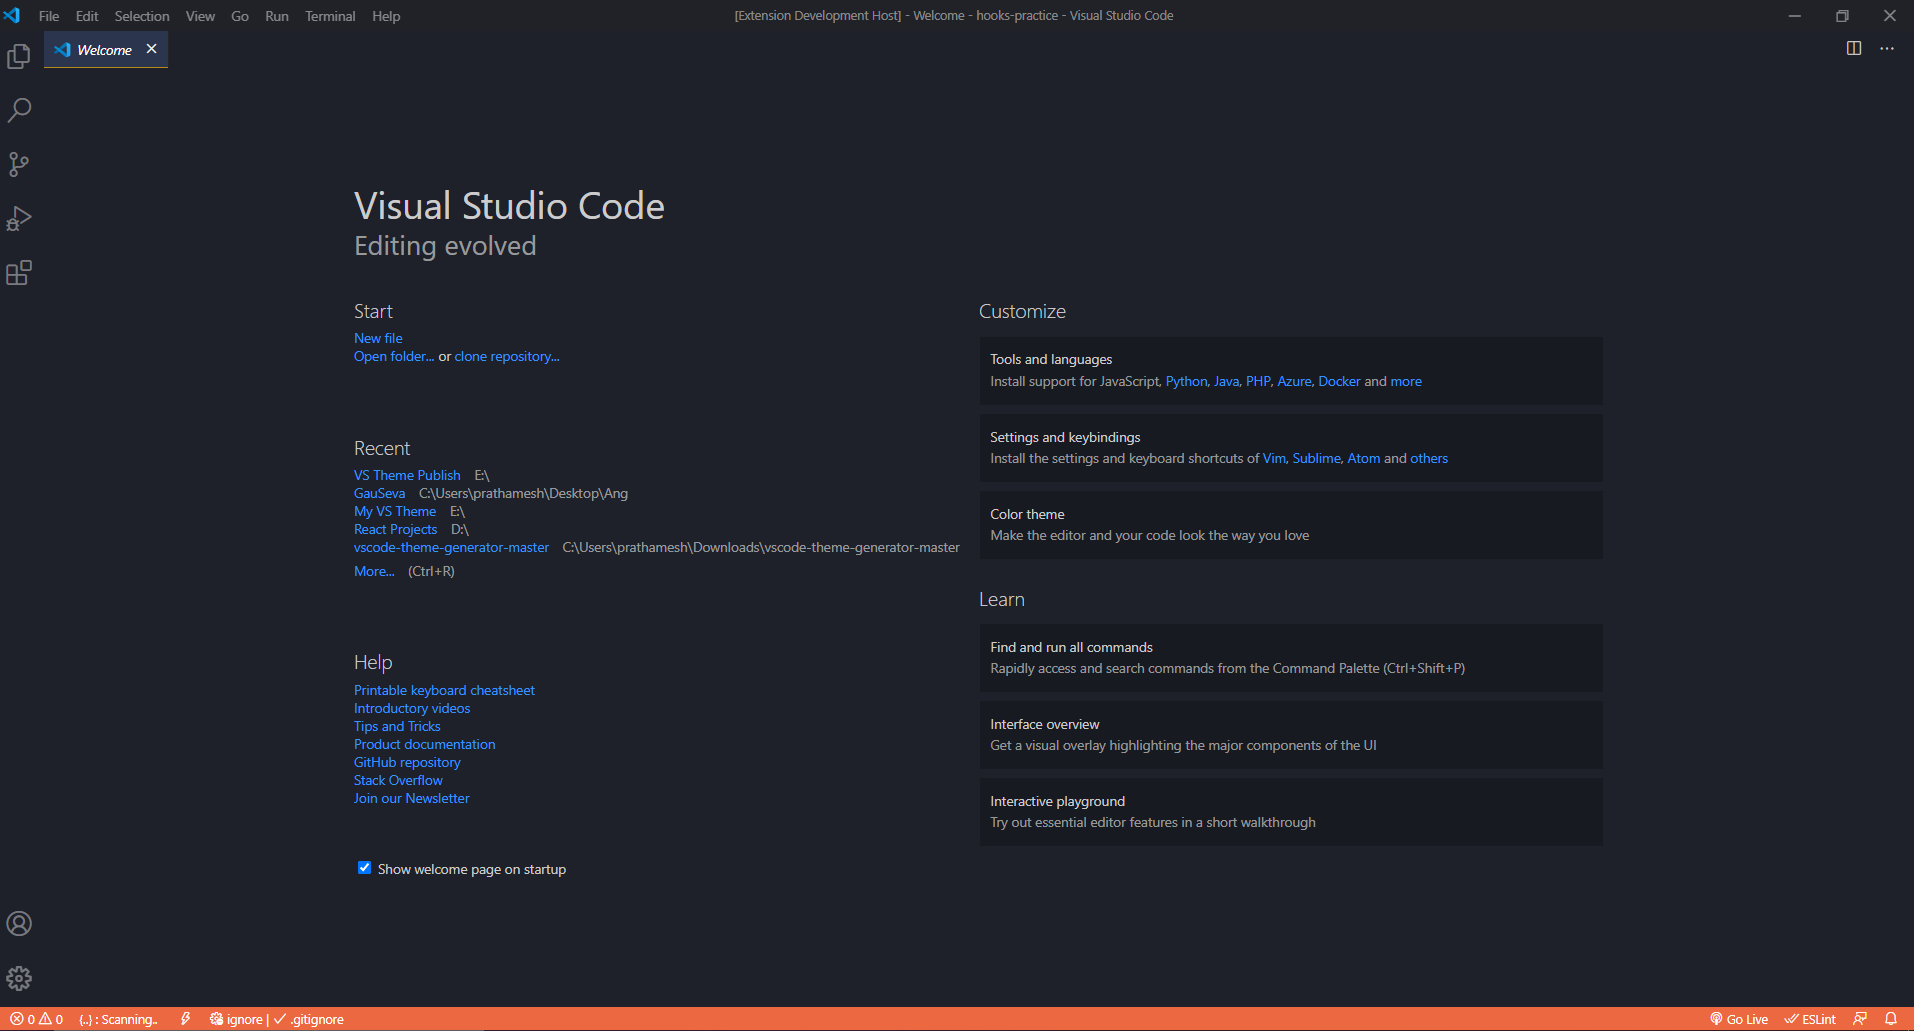 File Edit Selection View Go Run Terminal Help
[Extension Development Host] - Welcome - hooks-practice - Visual Studio Code
Welcome
Visual Studio Code
Editing evolved
Start
New file
Open folder... or clone repository...
Recent
VS Theme Publish E:\
GauSeva C:\Users\prathamesh\Desktop\Ang
My VS Theme E:\
React Projects D:\
vscode-theme-generator-master C:\Users\prathamesh\Downloads\vscode-theme-generator-master
More... (Ctrl+R)
Help
Printable keyboard cheatsheet
Introductory videos
Tips and Tricks
Product documentation
GitHub repository
Stack Overflow
Join our Newsletter
Show welcome page on startup
Customize
Tools and languages
Install support for JavaScript, Python, Java, PHP, Azure, Docker and more
Settings and keybindings
Install the settings and keyboard shortcuts of Vim, Sublime, Atom and others
Color theme
Make the editor and your code look the way you love
Learn
Find and run all commands
Rapidly access and search commands from the Command Palette (Ctrl+Shift+P)
Interface overview
Get a visual overlay highlighting the major components of the UI
Interactive playground
Try out essential editor features in a short walkthrough
0 0 {..} : Scanning.. ignore | ✓ .gitignore
Go Live ESLint